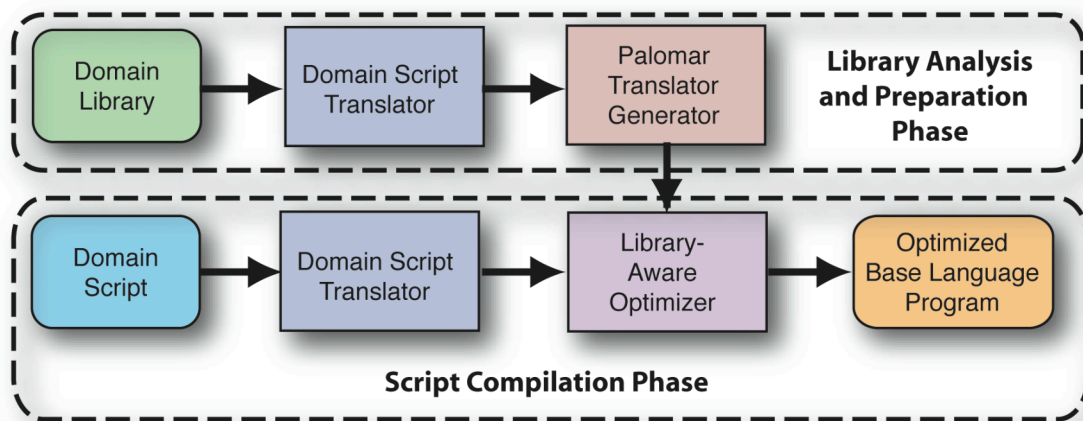 Domain
Library
Domain Script
Translator
Palomar
Translator
Generator
Library Analysis
and Preparation
Phase
Domain
Script
Domain Script
Translator
Library-
Aware
Optimizer
Optimized
Base Language
Program
Script Compilation Phase